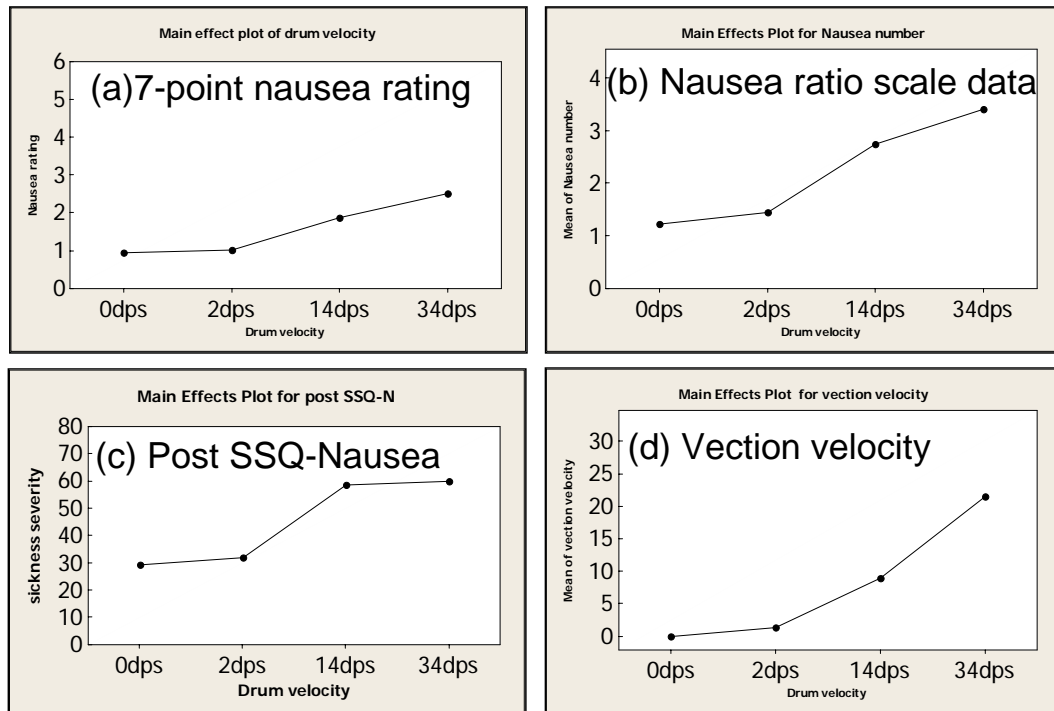 Main effect plot of drum velocity
(a)7-point nausea rating
Nausea rating
6
5
4
3
2
1
0
0dps 2dps 14dps 34dps
Drum velocity
Main Effects Plot for Nausea number
(b) Nausea ratio scale data
Mean of Nausea number
4
3
2
1
0
0dps 2dps 14dps 34dps
Drum velocity
Main Effects Plot for post SSQ-N
(c) Post SSQ-Nausea
sickness severity
80
70
60
50
40
30
20
10
0
0dps 2dps 14dps 34dps
Drum velocity
Main Effects Plot for vection velocity
(d) Vection velocity
Mean of vection velocity
30
25
20
15
10
5
0
0dps 2dps 14dps 34dps
Drum velocity